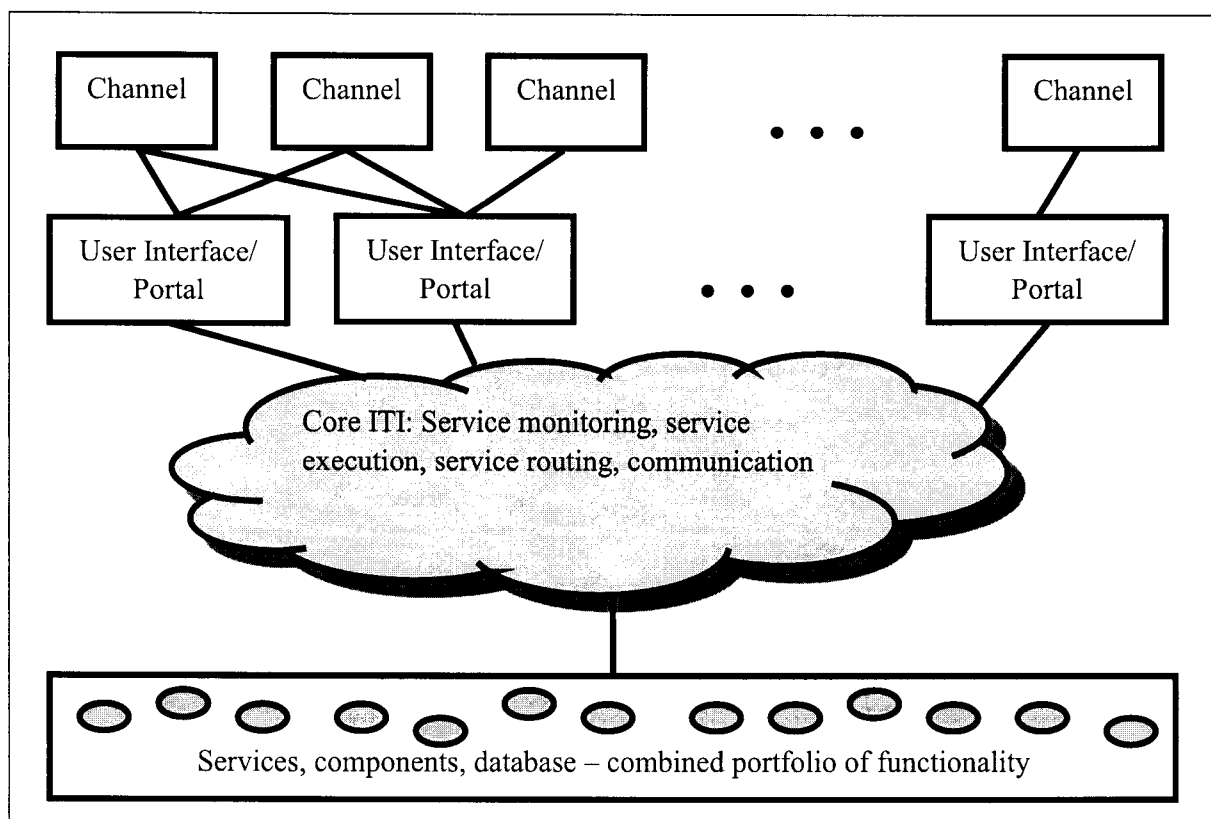 Channel
Channel
Channel
Channel
User Interface/
Portal
User Interface/
Portal
User Interface/
Portal
Core ITI: Service monitoring, service
execution, service routing, communication
Services, components, database – combined portfolio of functionality